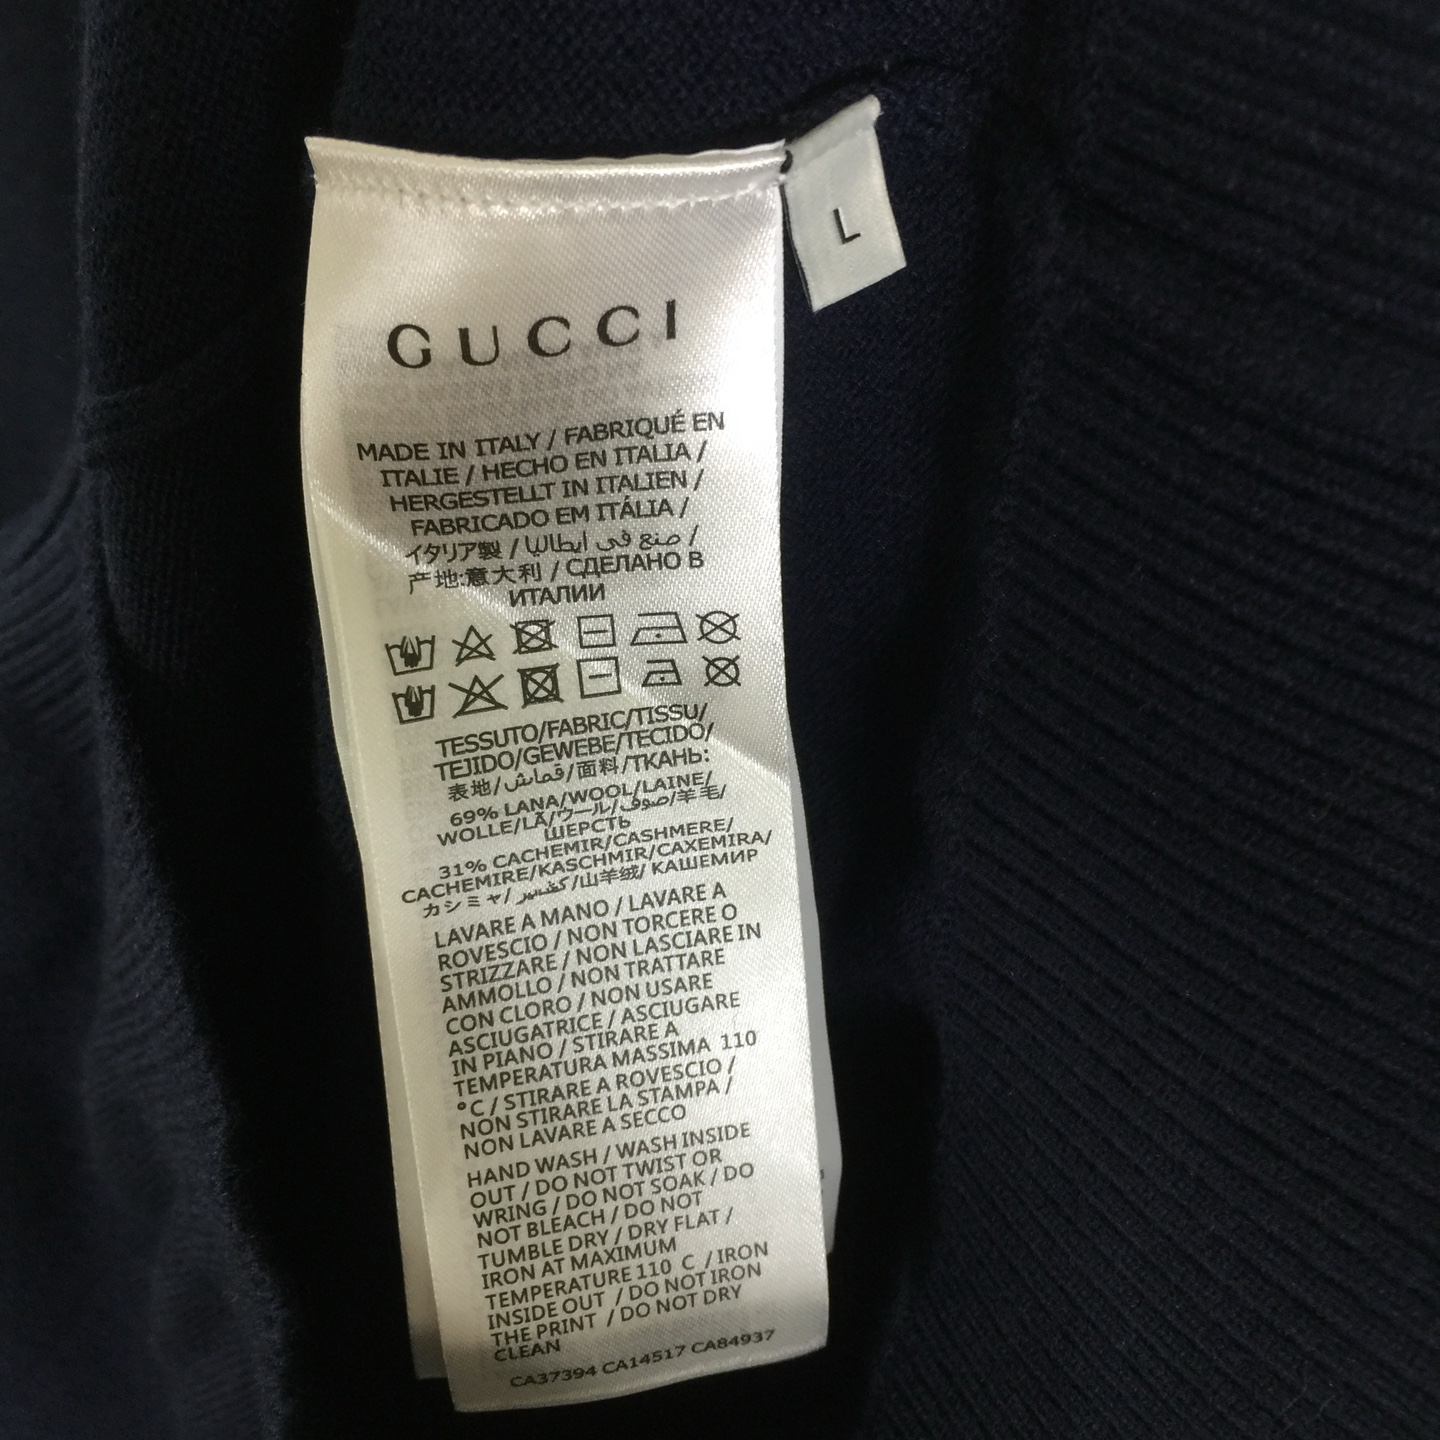 L
GUCCI
MADE IN ITALY / FABRIQUÉ EN
ITALIE / HECHO EN ITALIA /
HERGESTELLT IN ITALIEN /
FABRICADO EM ITÁLIA /
イタリア製 / صنع في ايطاليا /
产地:意大利 / СДЕЛАНО В
ИТАЛИИ
TESSUTO/FABRIC/TISSU/
TEJIDO/GEWEBE/TECIDO/
表地/قماش/面料/ТКАНЬ:
69% LANA/WOOL/LAINE/
WOLLE/LÃ/ウール/صوف/羊毛/
ШЕРСТЬ
31% CACHEMIR/CASHMERE/
CACHEMIRE/KASCHMIR/CAXEMIRA/
カシミヤ/كشمير/山羊绒/ КАШЕМИР
LAVARE A MANO / LAVARE A
ROVESCIO / NON TORCERE O
STRIZZARE / NON LASCIARE IN
AMMOLLO / NON TRATTARE
CON CLORO / NON USARE
ASCIUGATRICE / ASCIUGARE
IN PIANO / STIRARE A
TEMPERATURA MASSIMA 110
°C / STIRARE A ROVESCIO /
NON STIRARE LA STAMPA /
NON LAVARE A SECCO
HAND WASH / WASH INSIDE
OUT / DO NOT TWIST OR
WRING / DO NOT SOAK / DO
NOT BLEACH / DO NOT
TUMBLE DRY / DRY FLAT /
IRON AT MAXIMUM
TEMPERATURE 110 C / IRON
INSIDE OUT / DO NOT IRON
THE PRINT / DO NOT DRY
CLEAN
CA37394 CA14517 CA84937